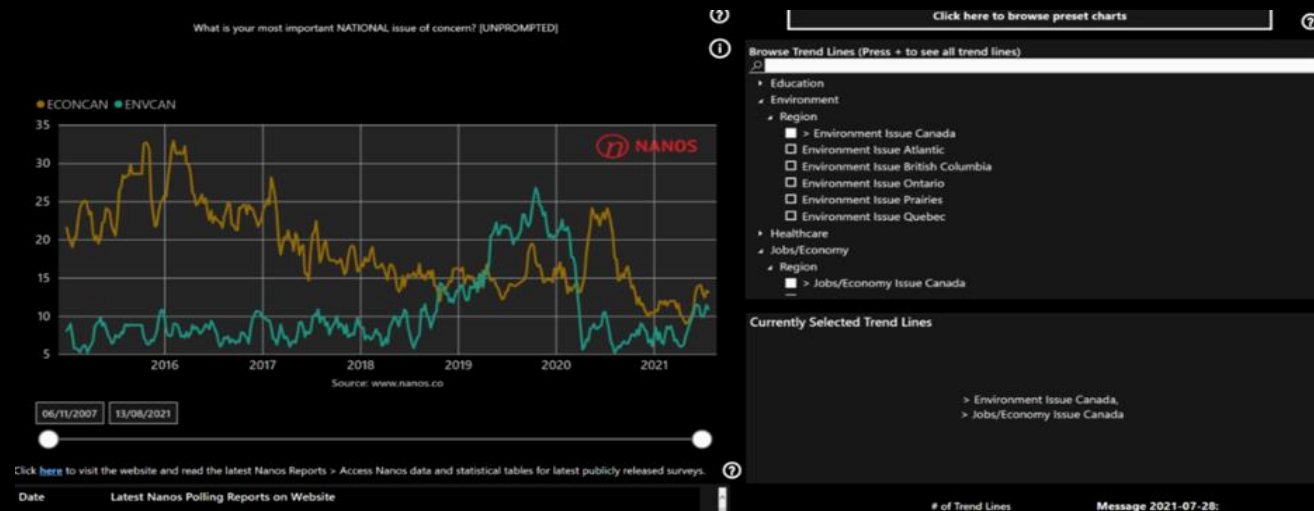 What is your most important NATIONAL issue of concern? [UNPROMPTED]
ECONCAN ENVCAN
NANOS
35
30
25
20
15
10
5
2016 2017 2018 2019 2020 2021
Source: www.nanos.co
06/11/2007 13/08/2021
Click here to visit the website and read the latest Nanos Reports > Access Nanos data and statistical tables for latest publicly released surveys.
Date Latest Nanos Polling Reports on Website
Click here to browse preset charts
Browse Trend Lines (Press + to see all trend lines)
Education
Environment
Region
> Environment Issue Canada
Environment Issue Atlantic
Environment Issue British Columbia
Environment Issue Ontario
Environment Issue Prairies
Environment Issue Quebec
Healthcare
Jobs/Economy
Region
> Jobs/Economy Issue Canada
Currently Selected Trend Lines
> Environment Issue Canada,
> Jobs/Economy Issue Canada
# of Trend Lines Message 2021-07-28: